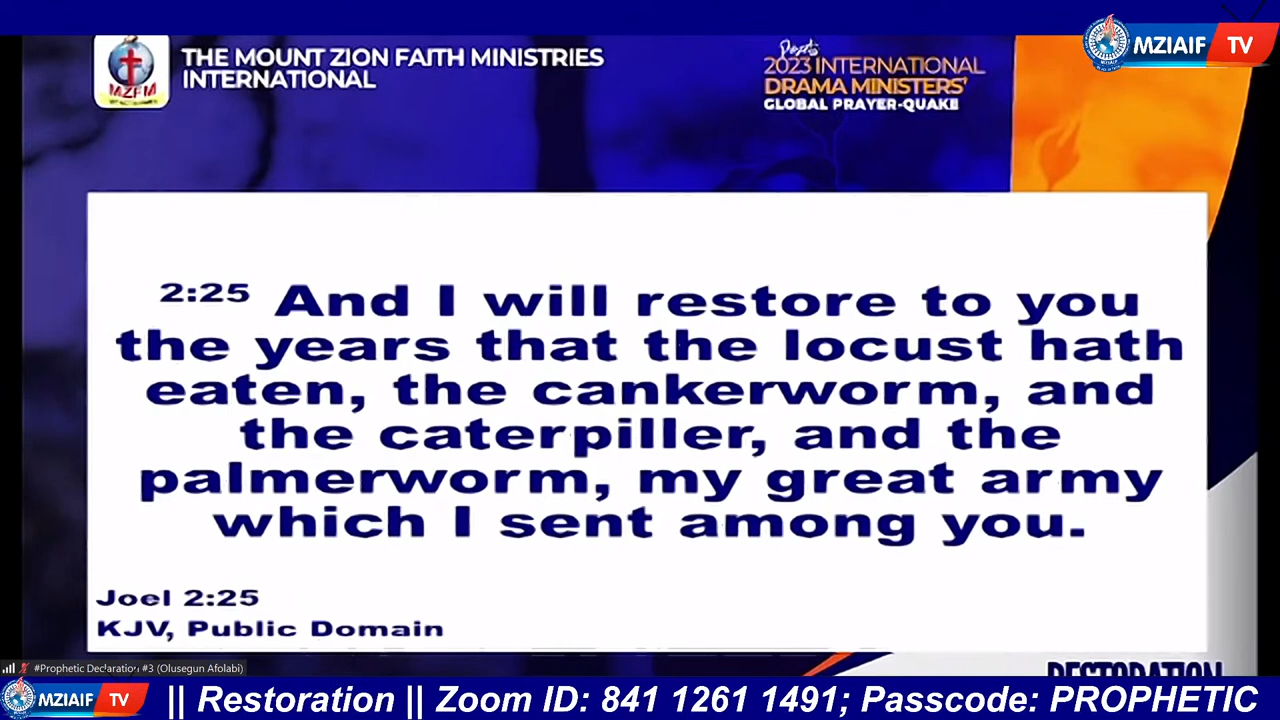 THE MOUNT ZION FAITH MINISTRIES
INTERNATIONAL
MZFM
2023 INTERNATIONAL
DRAMA MINISTERS'
GLOBAL PRAYER-QUAKE
MZIAIF TV
2:25 And I will restore to you
the years that the locust hath
eaten, the cankerworm, and
the caterpiller, and the
palmerworm, my great army
which I sent among you.
Joel 2:25
KJV, Public Domain
#Prophetic Declaration #3 (Olusegun Afolabi)
RESTORATION
MZIAIF TV
|| Restoration || Zoom ID: 841 1261 1491; Passcode: PROPHETIC